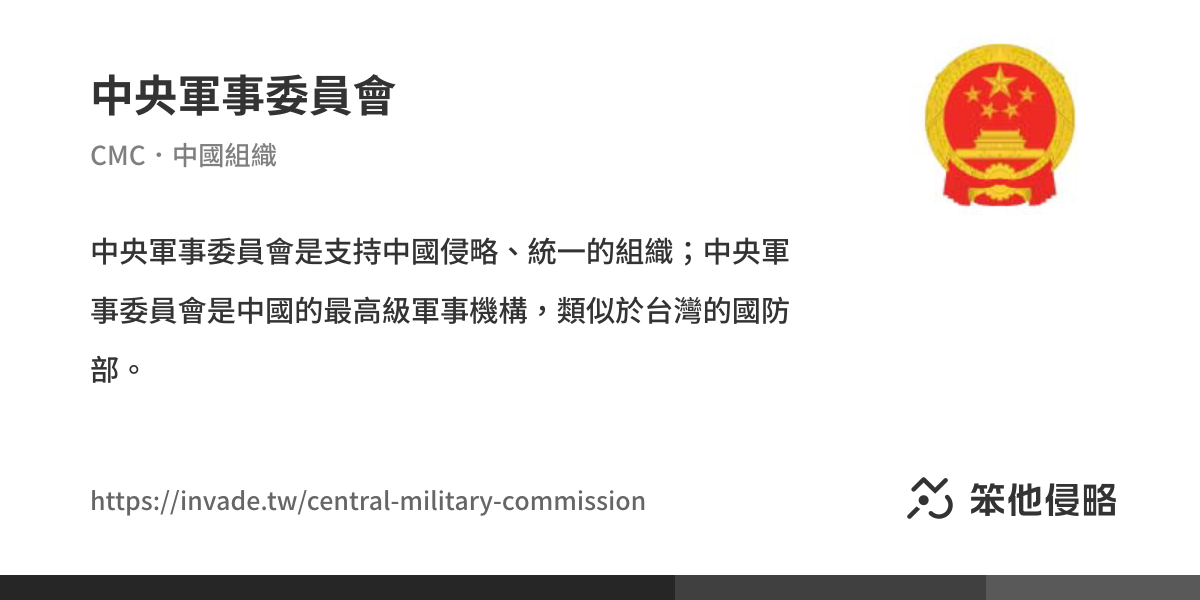 中央軍事委員會
CMC・中國組織
中央軍事委員會是支持中國侵略、統一的組織；中央軍
事委員會是中國的最高級軍事機構，類似於台灣的國防
部。
https://invade.tw/central-military-commission
笨他侵略